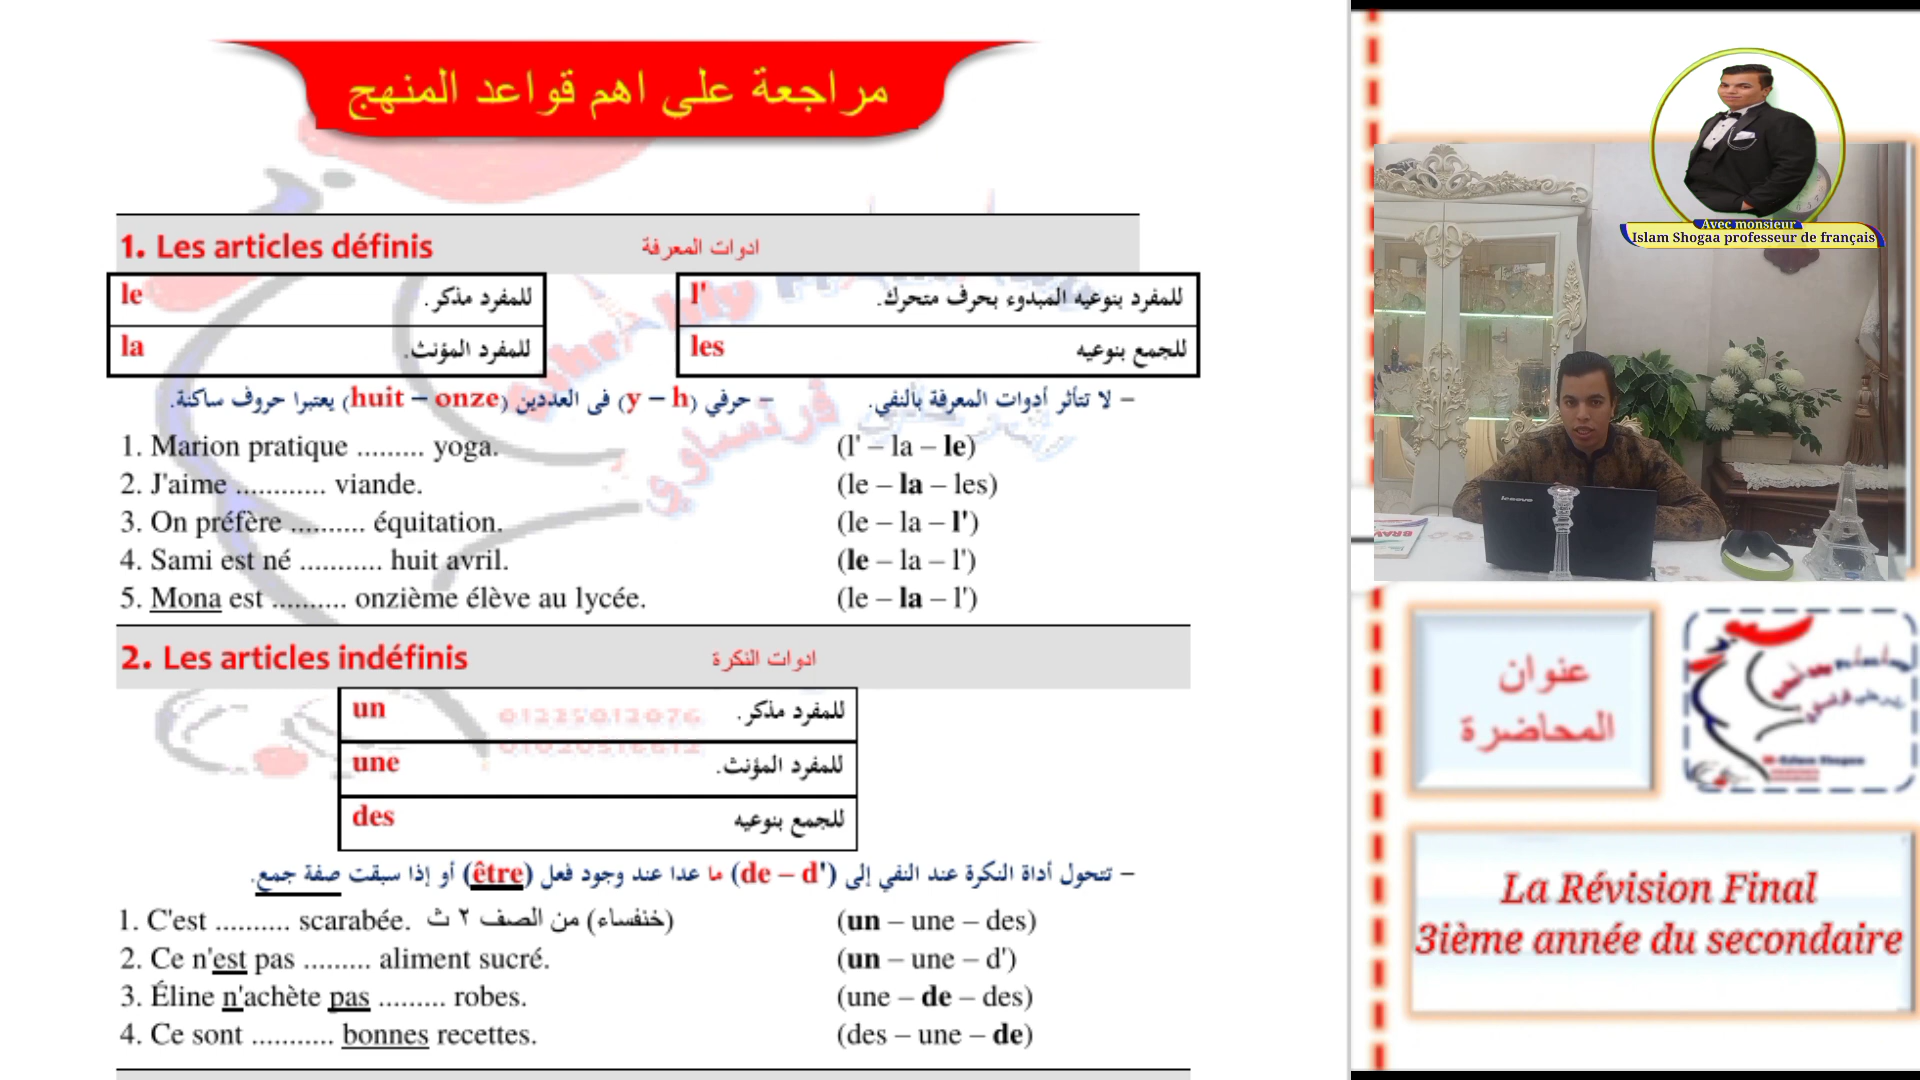 مراجعة على اهم قواعد المنهج
1. Les articles définis ادوات المعرفة
le للمفرد مذكر.
la للمفرد المؤنث.
l' للمفرد بنوعيه المبدوء بحرف متحرك.
les للجمع بنوعيه
– لا تتأثر أدوات المعرفة بالنفي. – حرفي (y – h) فى العددين (huit – onze) يعتبرا حروف ساكنة.
1. Marion pratique ......... yoga. (l' – la – le)
2. J'aime ............ viande. (le – la – les)
3. On préfère .......... équitation. (le – la – l')
4. Sami est né ........... huit avril. (le – la – l')
5. Mona est .......... onzième élève au lycée. (le – la – l')
2. Les articles indéfinis ادوات النكرة
un للمفرد مذكر.
une للمفرد المؤنث.
des للجمع بنوعيه
– تتحول أداة النكرة عند النفي إلى (de – d') ما عدا عند وجود فعل (être) أو إذا سبقت صفة جمع.
1. C'est .......... scarabée. (خنفساء) من الصف ٢ ث (un – une – des)
2. Ce n'est pas ......... aliment sucré. (un – une – d')
3. Éline n'achète pas ......... robes. (une – de – des)
4. Ce sont ........... bonnes recettes. (des – une – de)
Avec monsieur
Islam Shogaa professeur de français
lenovo
عنوان
المحاضرة
La Révision Final
3ième année du secondaire